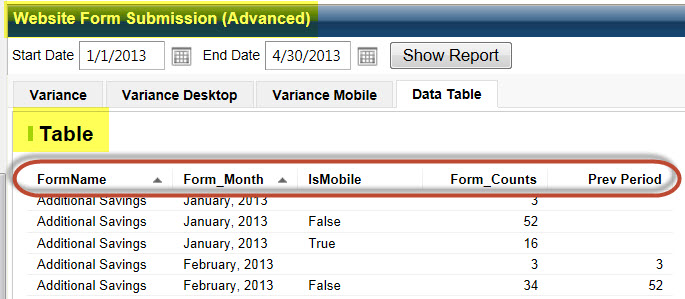 Website Form Submission (Advanced)
Start Date 1/1/2013 End Date 4/30/2013 Show Report
Variance Variance Desktop Variance Mobile Data Table
Table
FormName Form_Month IsMobile Form_Counts Prev Period
Additional Savings January, 2013 3
Additional Savings January, 2013 False 52
Additional Savings January, 2013 True 16
Additional Savings February, 2013 3 3
Additional Savings February, 2013 False 34 52